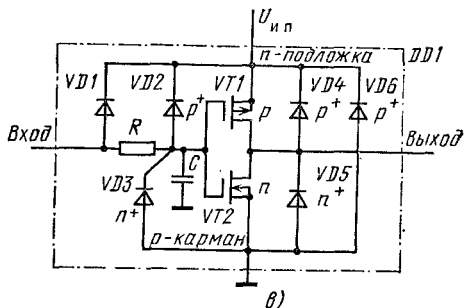 U и п
n-подложка DD1
VD1 VD2 VT1 VD4 VD6
p⁺ p p⁺ p⁺
Вход R Выход
C
VD3 n VD5
n⁺ VT2 n⁺
p-карман
в)